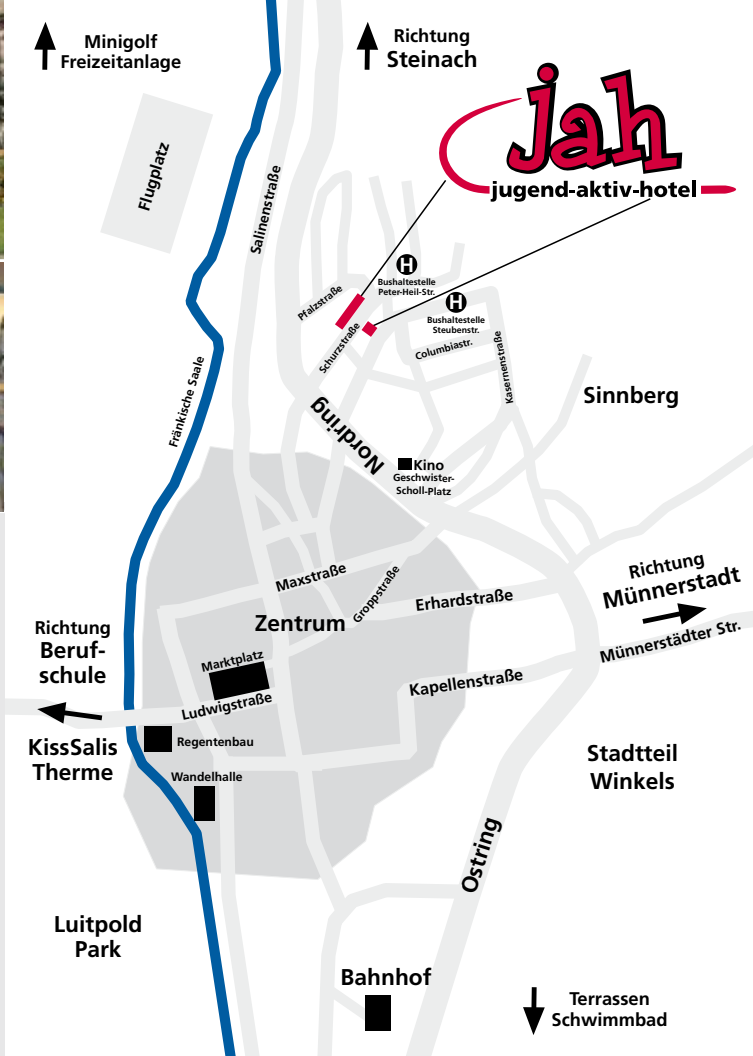 Minigolf
Freizeitanlage
Richtung
Steinach
jah
jugend-aktiv-hotel
Flugplatz
Salinenstraße
H
Bushaltestelle
Peter-Heil-Str.
Pfalzstraße
H
Bushaltestelle
Steubenstr.
Schurzstraße
Columbiastr.
Kasernenstraße
Fränkische Saale
Sinnberg
Nordring
Kino
Geschwister-
Scholl-Platz
Richtung
Münnerstadt
Maxstraße
Groppstraße
Erhardstraße
Zentrum
Münnerstädter Str.
Richtung
Beruf-
schule
Marktplatz
Kapellenstraße
Ludwigstraße
KissSalis
Therme
Regentenbau
Stadtteil
Winkels
Wandelhalle
Ostring
Luitpold
Park
Bahnhof
Terrassen
Schwimmbad